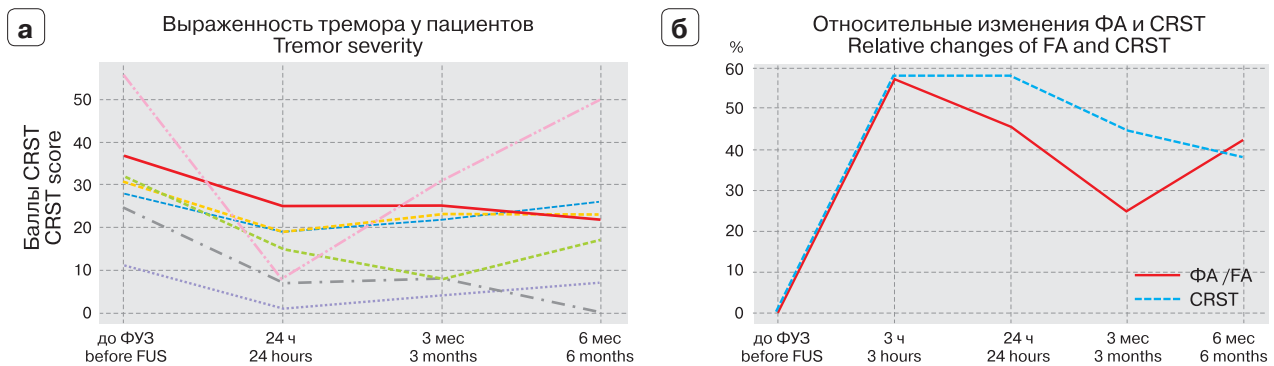 а
Выраженность тремора у пациентов
Tremor severity
Баллы CRST
CRST score
50
40
30
20
10
0
до ФУЗ
before FUS
24 ч
24 hours
3 мес
3 months
6 мес
6 months
б
Относительные изменения ФА и CRST
Relative changes of FA and CRST
%
60
50
40
30
20
10
0
ФА /FA
CRST
до ФУЗ
before FUS
3 ч
3 hours
24 ч
24 hours
3 мес
3 months
6 мес
6 months